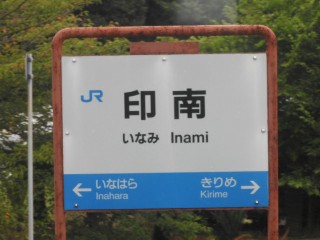 JR 印南
いなみ Inami
← いなはら きりめ →
Inahara Kirime